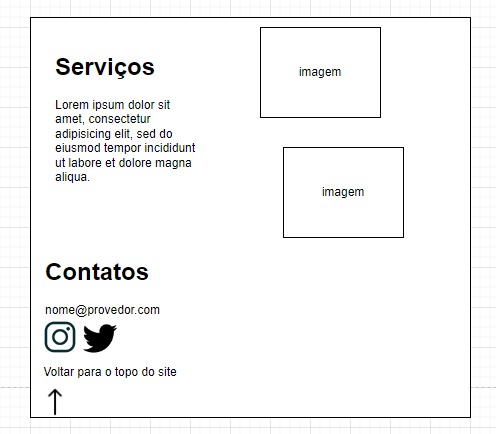 Serviços
Lorem ipsum dolor sit
amet, consectetur
adipisicing elit, sed do
eiusmod tempor incididunt
ut labore et dolore magna
aliqua.
imagem
imagem
Contatos
nome@provedor.com
Voltar para o topo do site